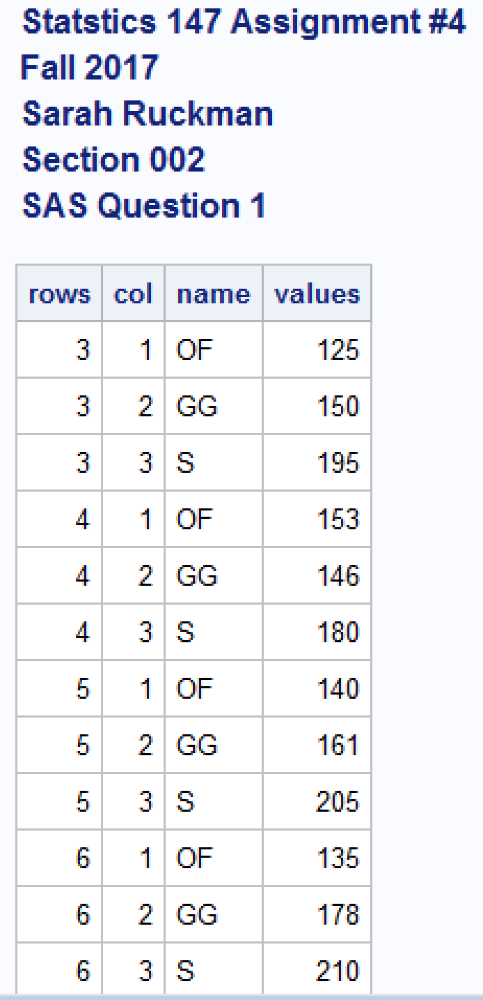 Statstics 147 Assignment #4
Fall 2017
Sarah Ruckman
Section 002
SAS Question 1
rows col name values
3 1 OF 125
3 2 GG 150
3 3 S 195
4 1 OF 153
4 2 GG 146
4 3 S 180
5 1 OF 140
5 2 GG 161
5 3 S 205
6 1 OF 135
6 2 GG 178
6 3 S 210